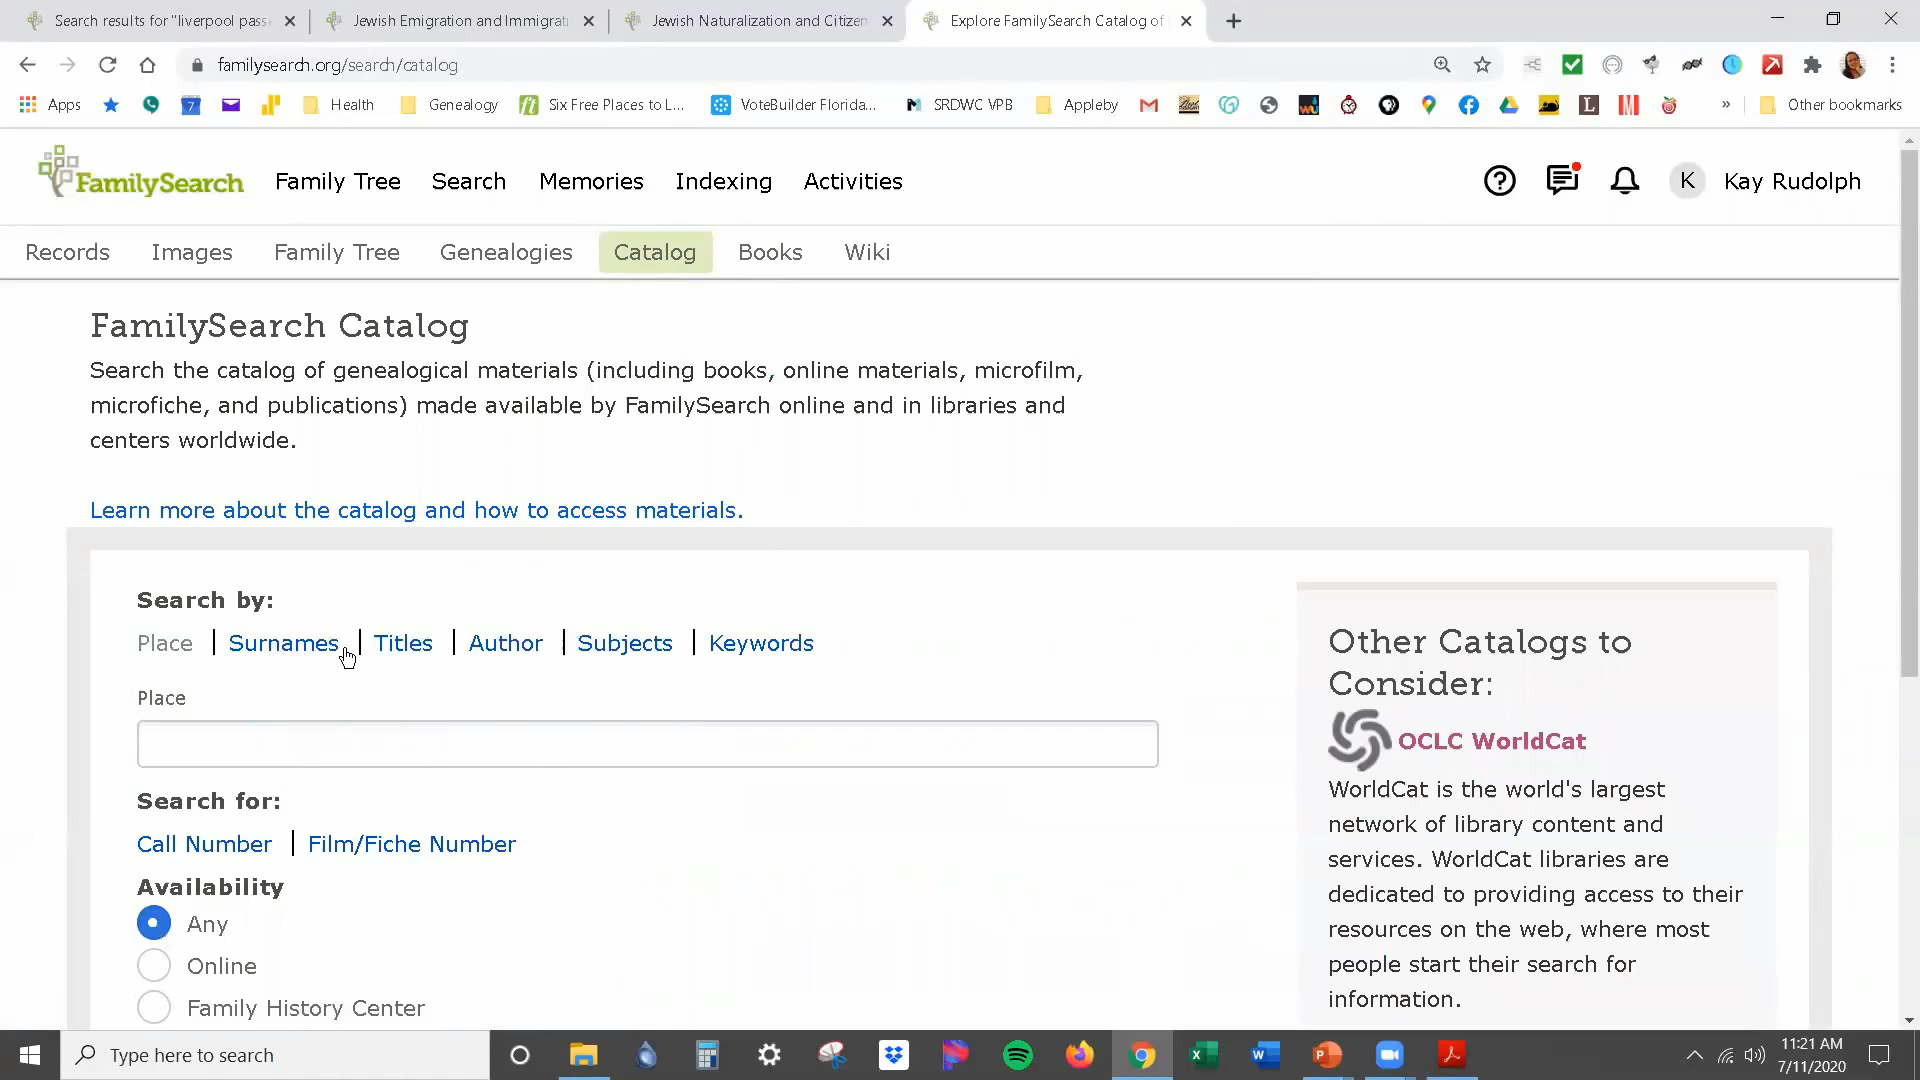 Search results for "liverpool pass
Jewish Emigration and Immigrat
Jewish Naturalization and Citizen
Explore FamilySearch Catalog of
familysearch.org/search/catalog
Apps
7
Health
Genealogy
Six Free Places to L...
VoteBuilder Florida...
SRDWC VPB
Appleby
»
Other bookmarks
FamilySearch
Family Tree
Search
Memories
Indexing
Activities
K
Kay Rudolph
Records
Images
Family Tree
Genealogies
Catalog
Books
Wiki
FamilySearch Catalog
Search the catalog of genealogical materials (including books, online materials, microfilm,
microfiche, and publications) made available by FamilySearch online and in libraries and
centers worldwide.
Learn more about the catalog and how to access materials.
Search by:
Place | Surnames | Titles | Author | Subjects | Keywords
Place
Search for:
Call Number | Film/Fiche Number
Availability
Any
Online
Family History Center
Other Catalogs to
Consider:
OCLC WorldCat
WorldCat is the world's largest
network of library content and
services. WorldCat libraries are
dedicated to providing access to their
resources on the web, where most
people start their search for
information.
Type here to search
11:21 AM
7/11/2020